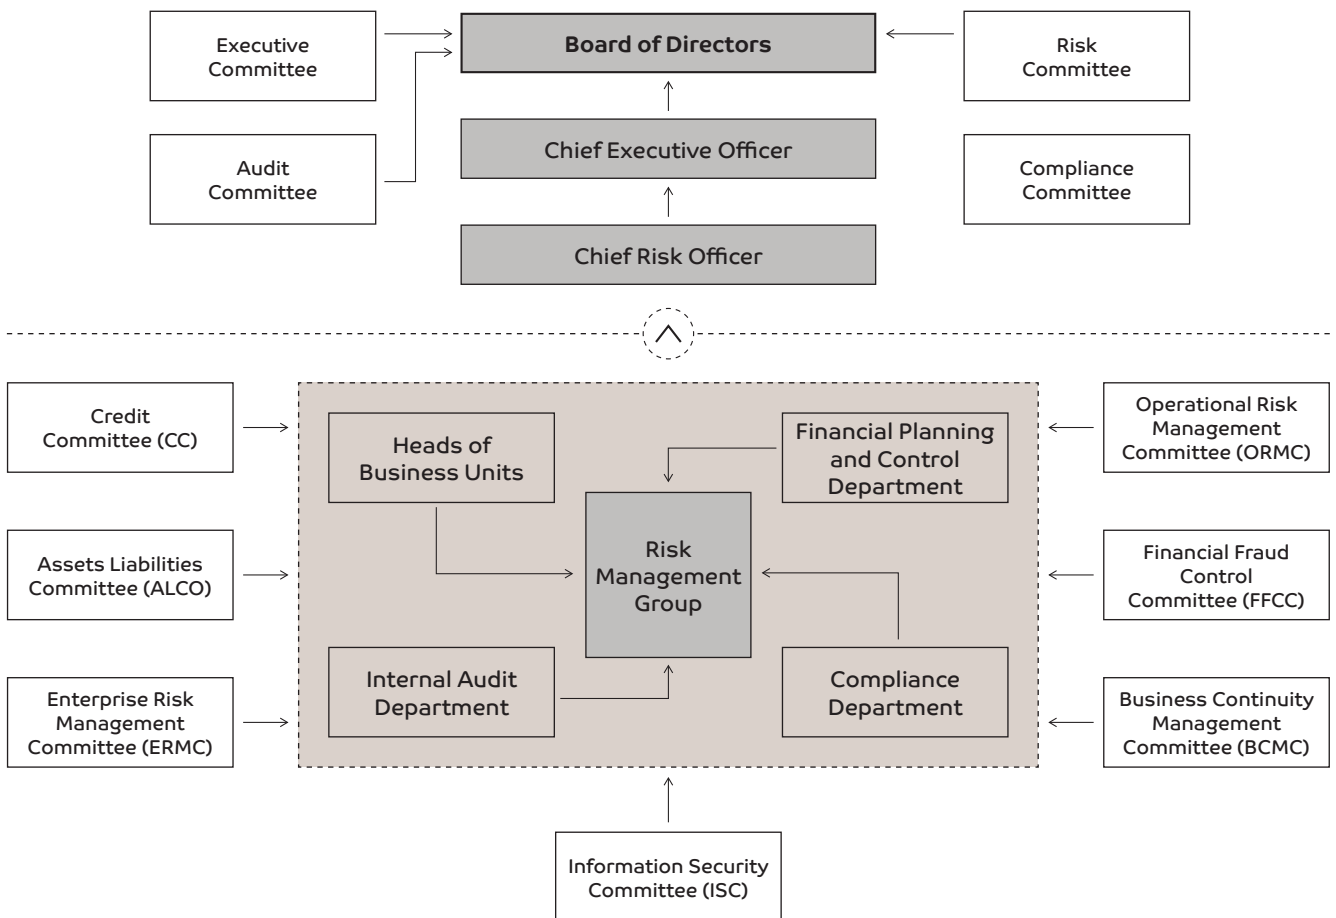 Executive
Committee
Board of Directors
Risk
Committee
Chief Executive Officer
Audit
Committee
Compliance
Committee
Chief Risk Officer
Credit
Committee (CC)
Heads of
Business Units
Financial Planning
and Control
Department
Operational Risk
Management
Committee (ORMC)
Assets Liabilities
Committee (ALCO)
Risk
Management
Group
Financial Fraud
Control
Committee (FFCC)
Enterprise Risk
Management
Committee (ERMC)
Internal Audit
Department
Compliance
Department
Business Continuity
Management
Committee (BCMC)
Information Security
Committee (ISC)